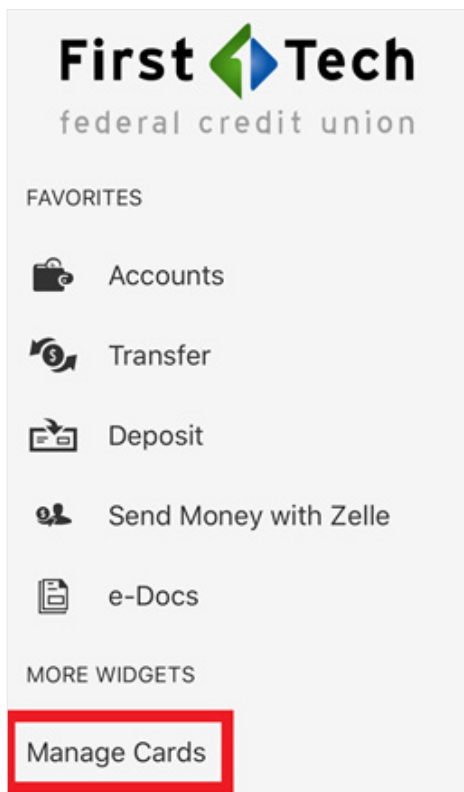 First Tech
federal credit union
FAVORITES
Accounts
Transfer
Deposit
Send Money with Zelle
e-Docs
MORE WIDGETS
Manage Cards